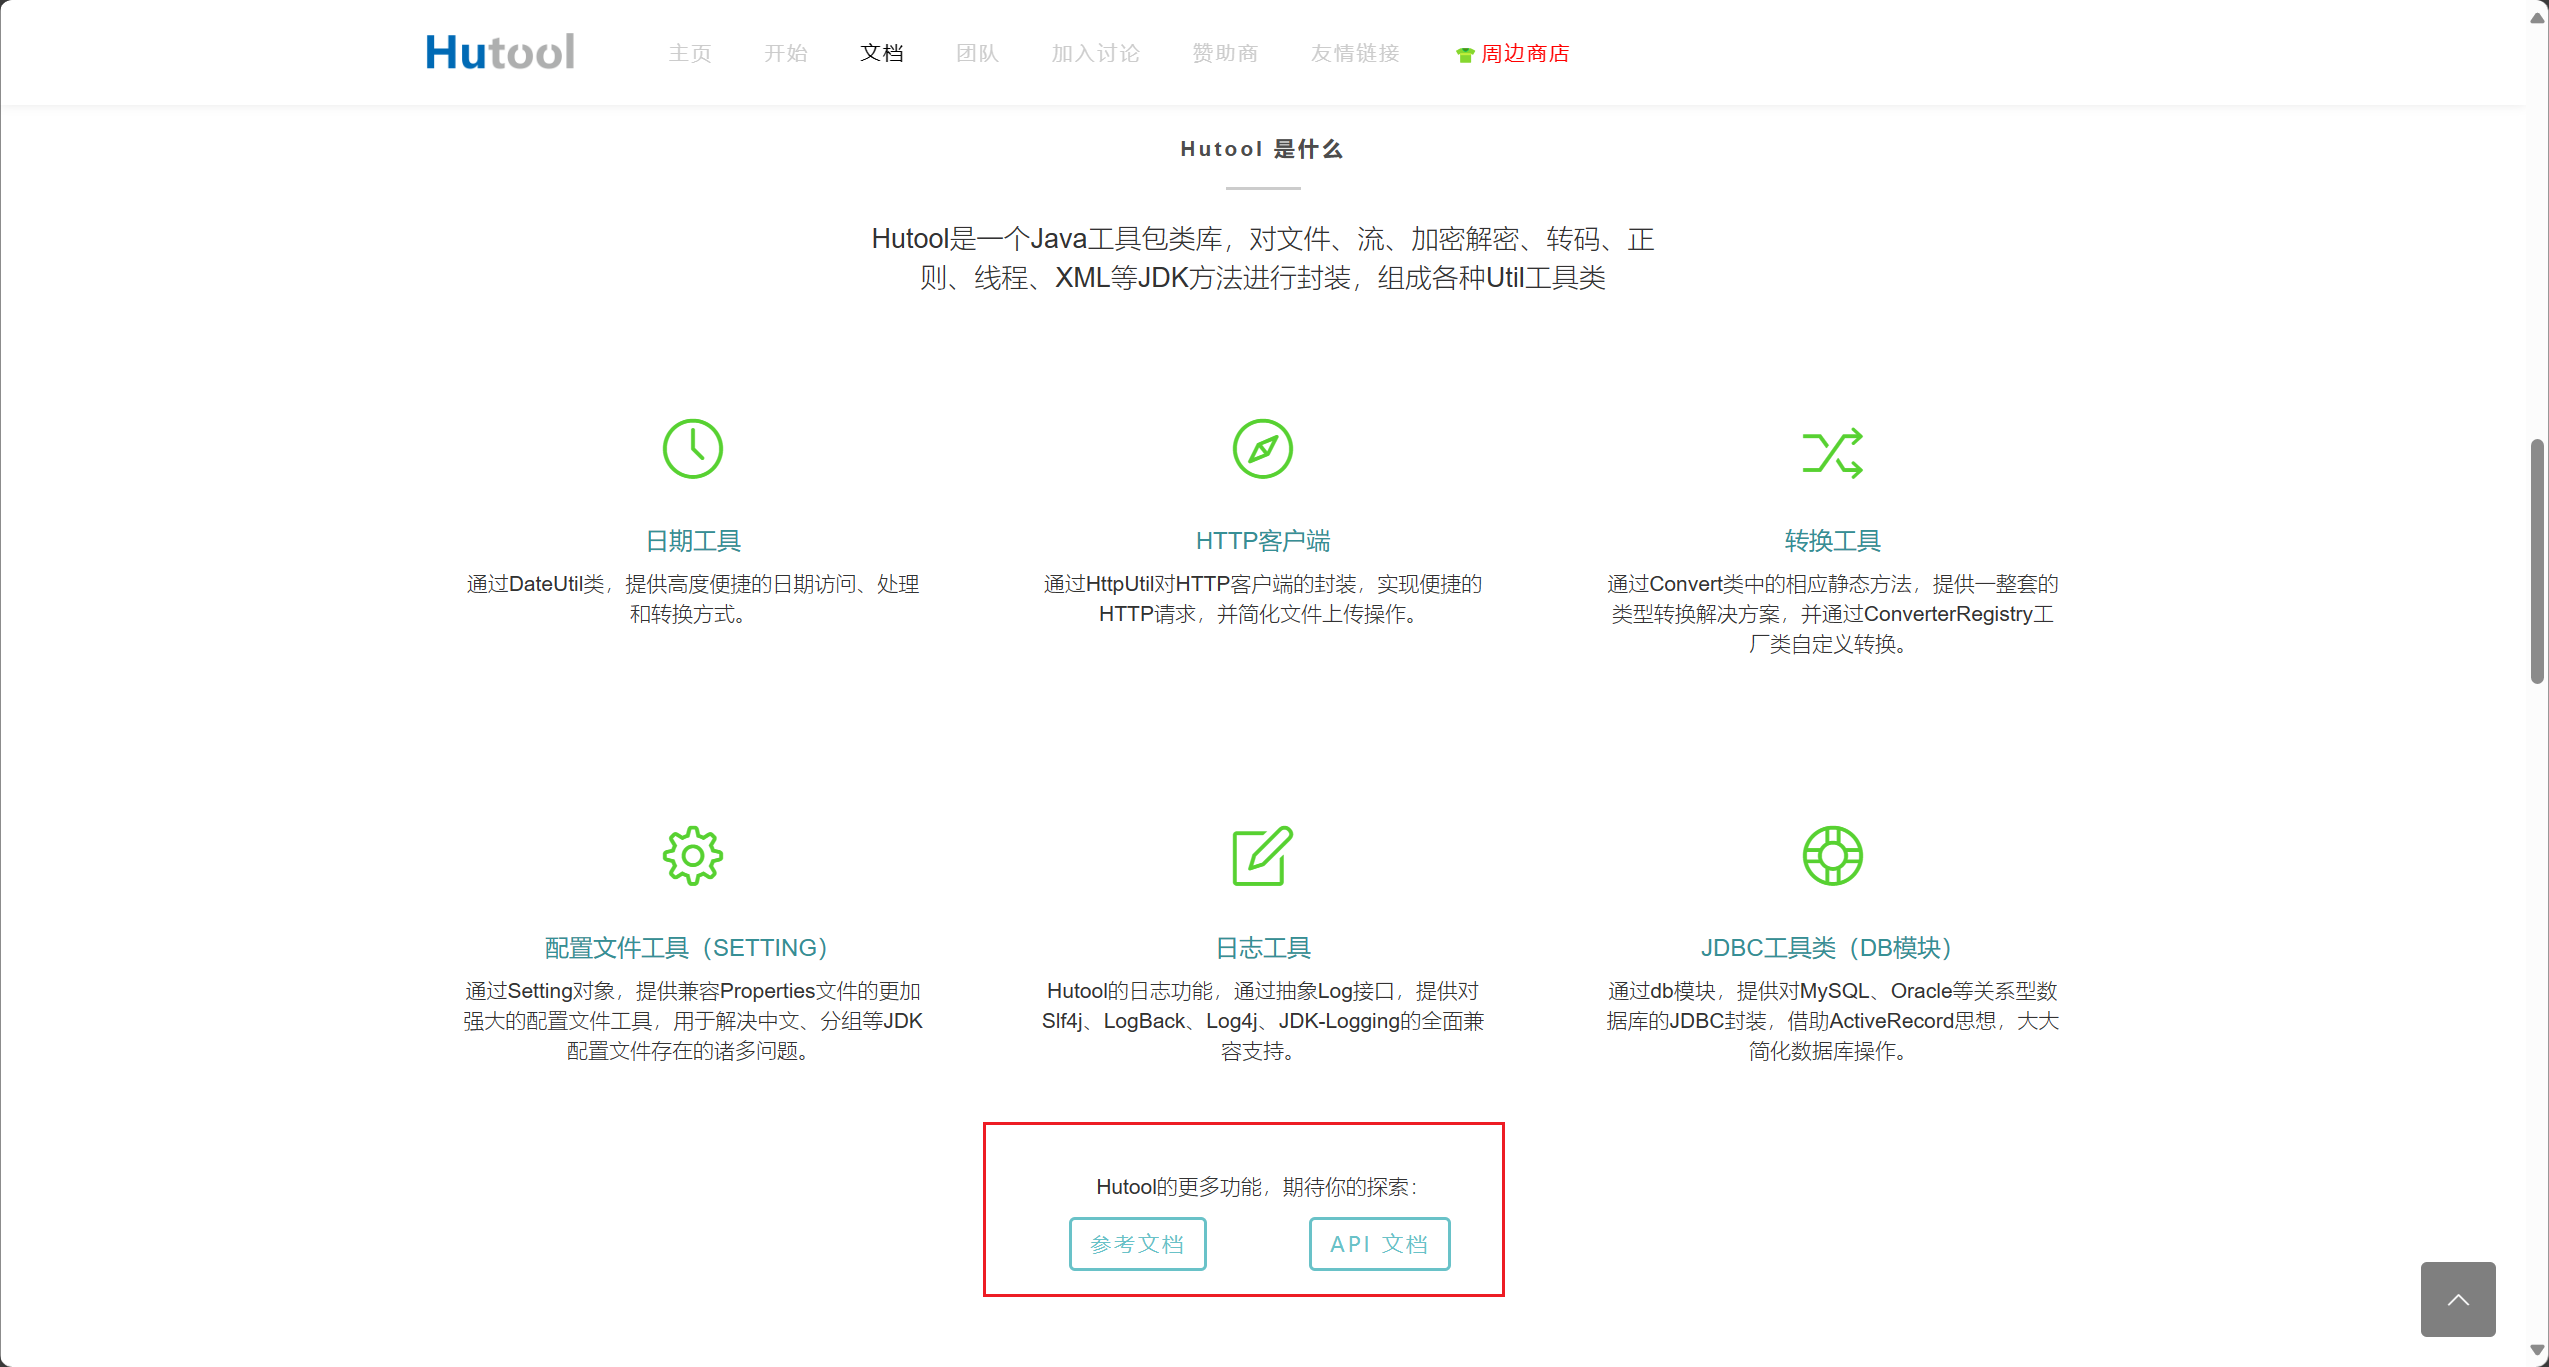 Hutool
主页 开始 文档 团队 加入讨论 赞助商 友情链接 周边商店
Hutool 是什么
Hutool是一个Java工具包类库，对文件、流、加密解密、转码、正
则、线程、XML等JDK方法进行封装，组成各种Util工具类
日期工具
通过DateUtil类，提供高度便捷的日期访问、处理
和转换方式。
HTTP客户端
通过HttpUtil对HTTP客户端的封装，实现便捷的
HTTP请求，并简化文件上传操作。
转换工具
通过Convert类中的相应静态方法，提供一整套的
类型转换解决方案，并通过ConverterRegistry工
厂类自定义转换。
配置文件工具（SETTING）
通过Setting对象，提供兼容Properties文件的更加
强大的配置文件工具，用于解决中文、分组等JDK
配置文件存在的诸多问题。
日志工具
Hutool的日志功能，通过抽象Log接口，提供对
Slf4j、LogBack、Log4j、JDK-Logging的全面兼
容支持。
JDBC工具类（DB模块）
通过db模块，提供对MySQL、Oracle等关系型数
据库的JDBC封装，借助ActiveRecord思想，大大
简化数据库操作。
Hutool的更多功能，期待你的探索：
参考文档 API 文档